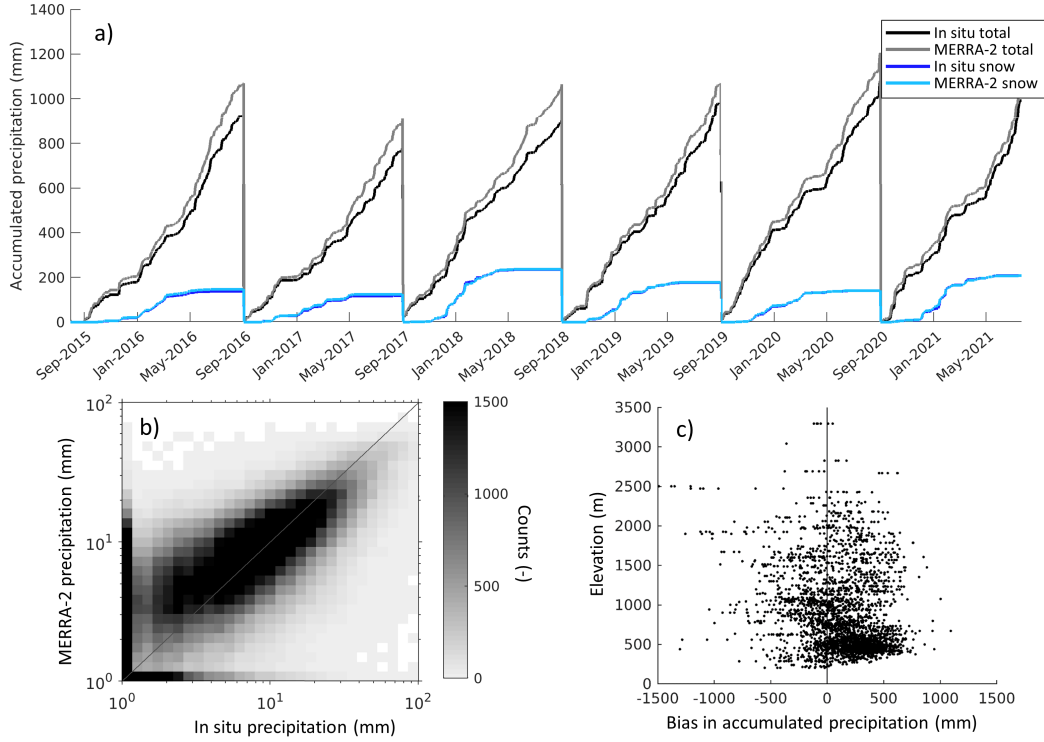 1400
1200
1000
800
600
400
200
0
Accumulated precipitation (mm)
a)
In situ total
MERRA-2 total
In situ snow
MERRA-2 snow
Sep-2015
Jan-2016
May-2016
Sep-2016
Jan-2017
May-2017
Sep-2017
Jan-2018
May-2018
Sep-2018
Jan-2019
May-2019
Sep-2019
Jan-2020
May-2020
Sep-2020
Jan-2021
May-2021
b)
10²
10¹
10⁰
MERRA-2 precipitation (mm)
10⁰
10¹
10²
In situ precipitation (mm)
1500
1000
500
0
Counts (-)
c)
3500
3000
2500
2000
1500
1000
500
0
Elevation (m)
-1500
-1000
-500
0
500
1000
1500
Bias in accumulated precipitation (mm)